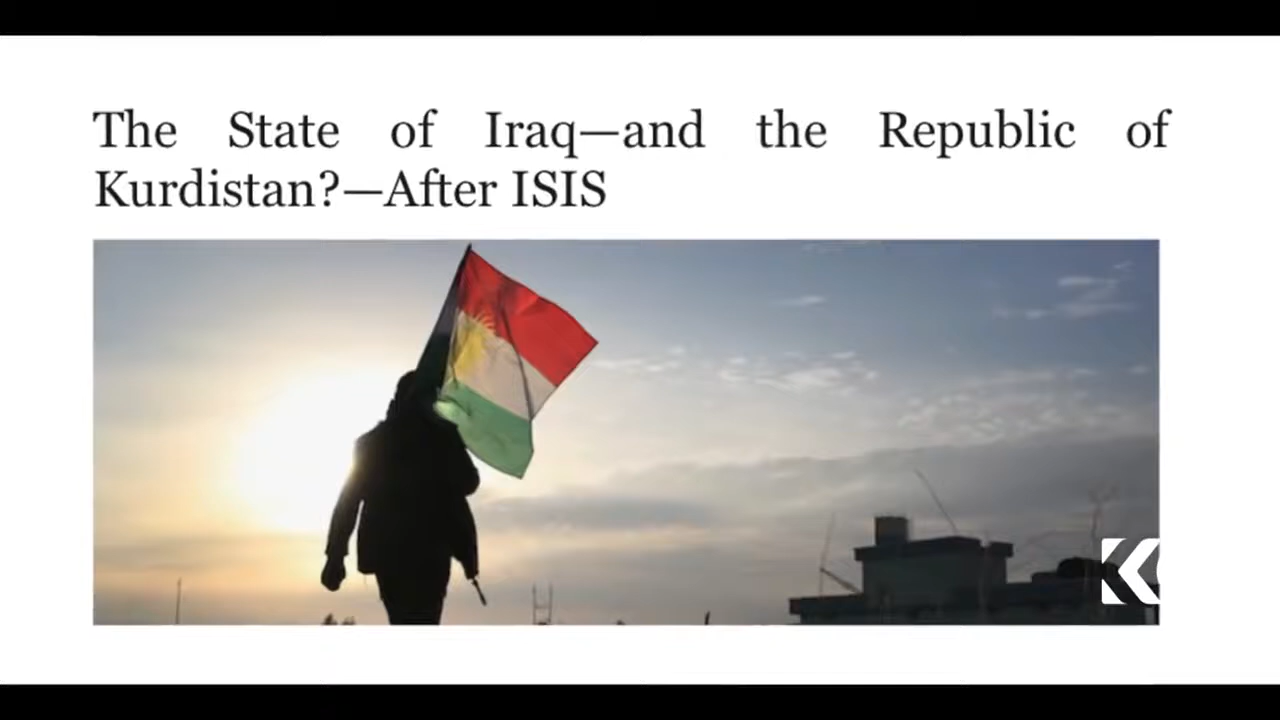 The State of Iraq—and the Republic of
Kurdistan?—After ISIS